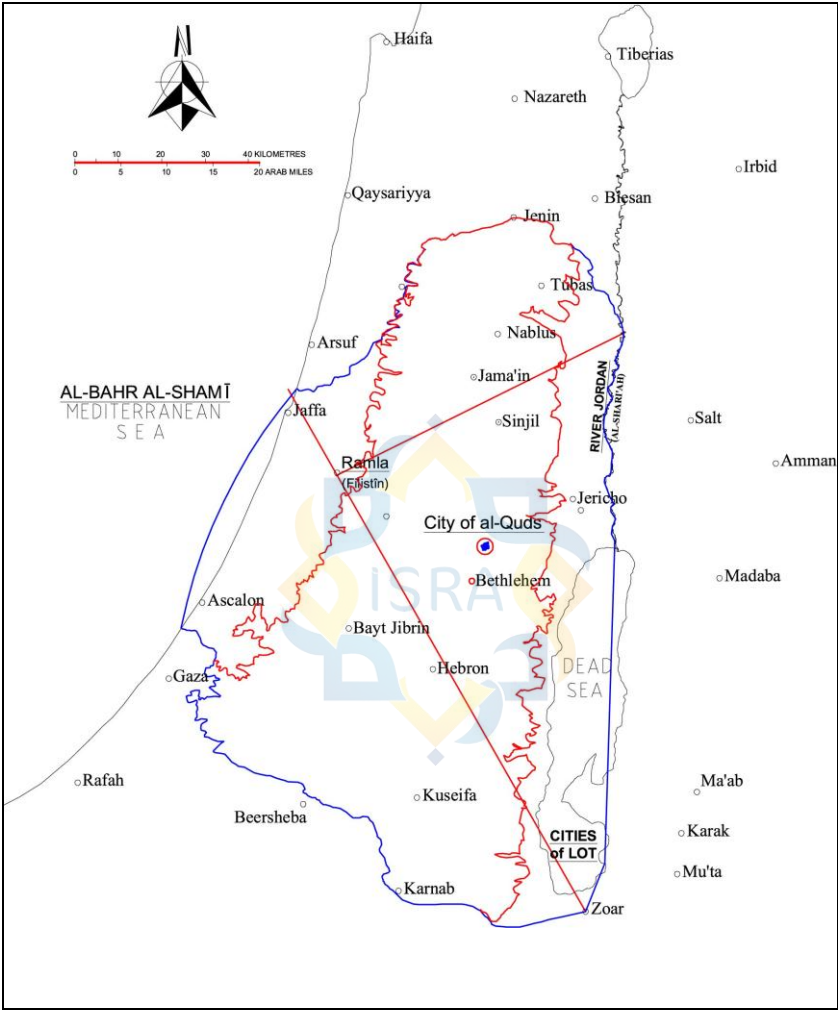 N
Haifa
Tiberias
Nazareth
0 10 20 30 40 KILOMETRES
0 5 10 15 20 ARAB MILES
Irbid
Qaysariyya
Biesan
Jenin
Tubas
Nablus
Arsuf
Jama'in
AL-BAHR AL-SHAMĪ
MEDITERRANEAN
SEA
Jaffa
Sinjil
RIVER JORDAN
(AL-SHARI'AH)
Salt
Ramla
(Filistîn)
Amman
Jericho
City of al-Quds
Bethlehem
Madaba
ISRA
Ascalon
Bayt Jibrin
Hebron
DEAD
SEA
Gaza
Rafah
Ma'ab
Kuseifa
Beersheba
CITIES
of LOT
Karak
Mu'ta
Karnab
Zoar